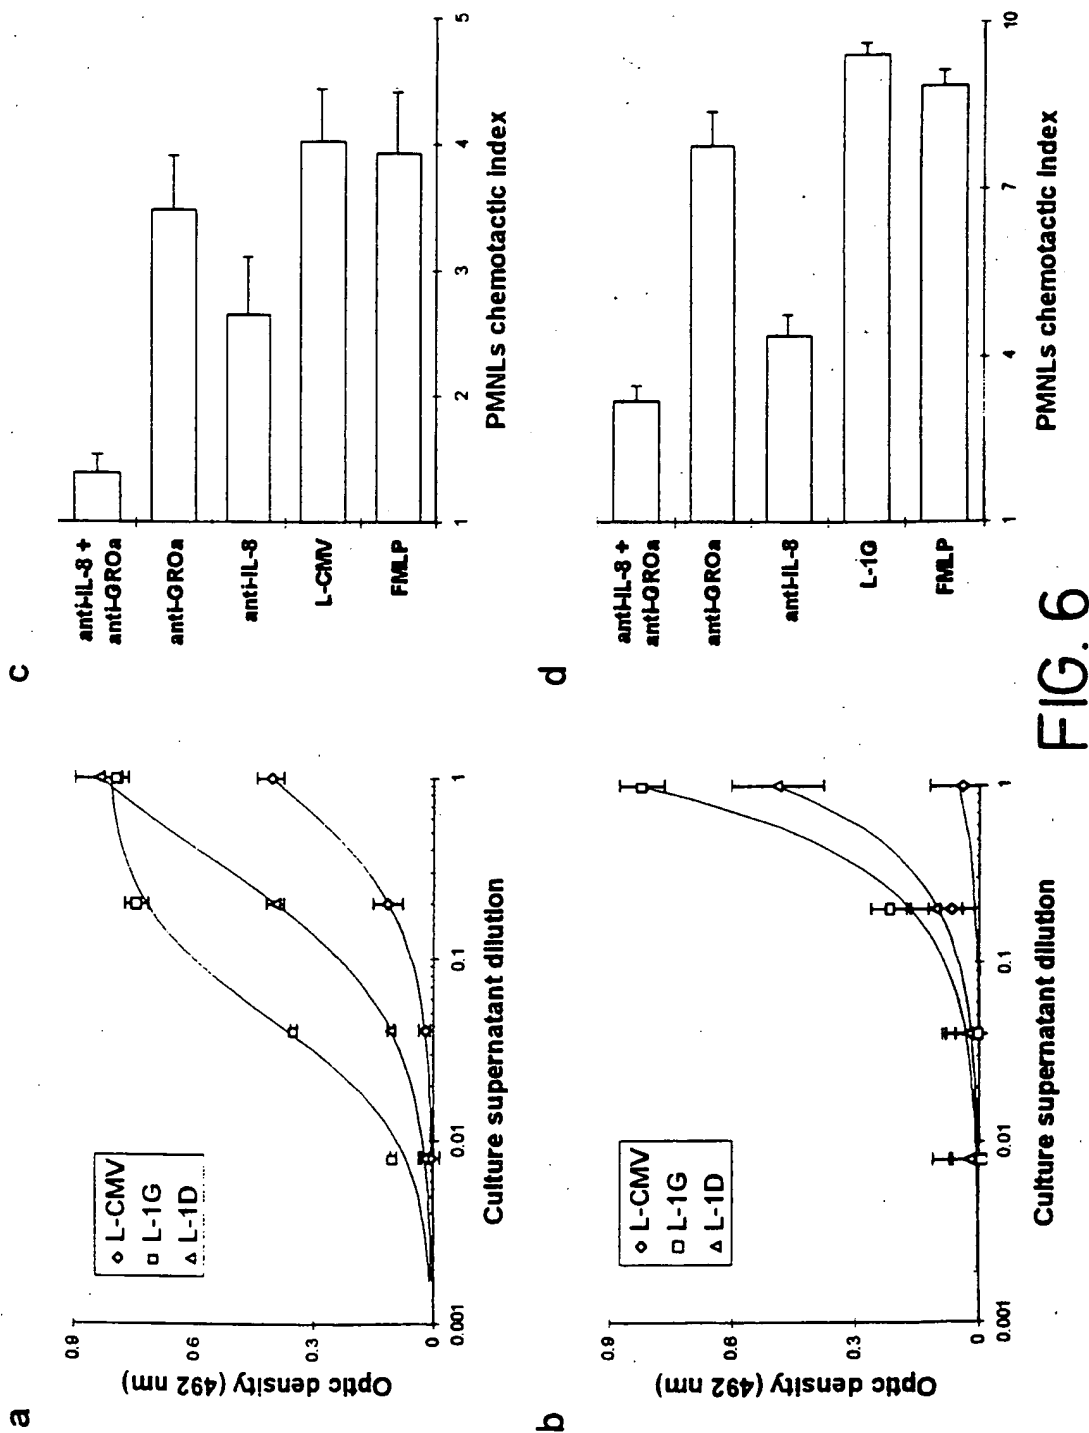 a
Optic density (492 nm)
0.9
0.6
0.3
0
L-CMV
L-1G
L-1D
0.001
0.01
0.1
1
Culture supernatant dilution
b
Optic density (492 nm)
0.9
0.6
0.3
0
L-CMV
L-1G
L-1D
0.001
0.01
0.1
1
Culture supernatant dilution
c
anti-IL-8 +
anti-GROa
anti-GROa
anti-IL-8
L-CMV
FMLP
1
2
3
4
5
PMNLs chemotactic index
d
anti-IL-8 +
anti-GROa
anti-GROa
anti-IL-8
L-1G
FMLP
1
4
7
10
PMNLs chemotactic index
FIG. 6